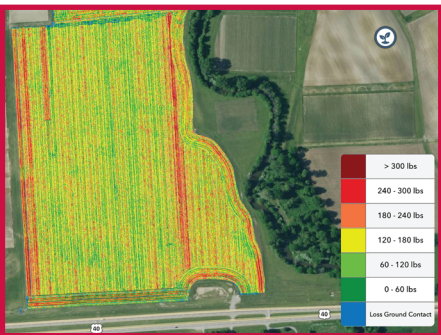 > 300 lbs
240 - 300 lbs
180 - 240 lbs
120 - 180 lbs
60 - 120 lbs
0 - 60 lbs
Loss Ground Contact
40
40